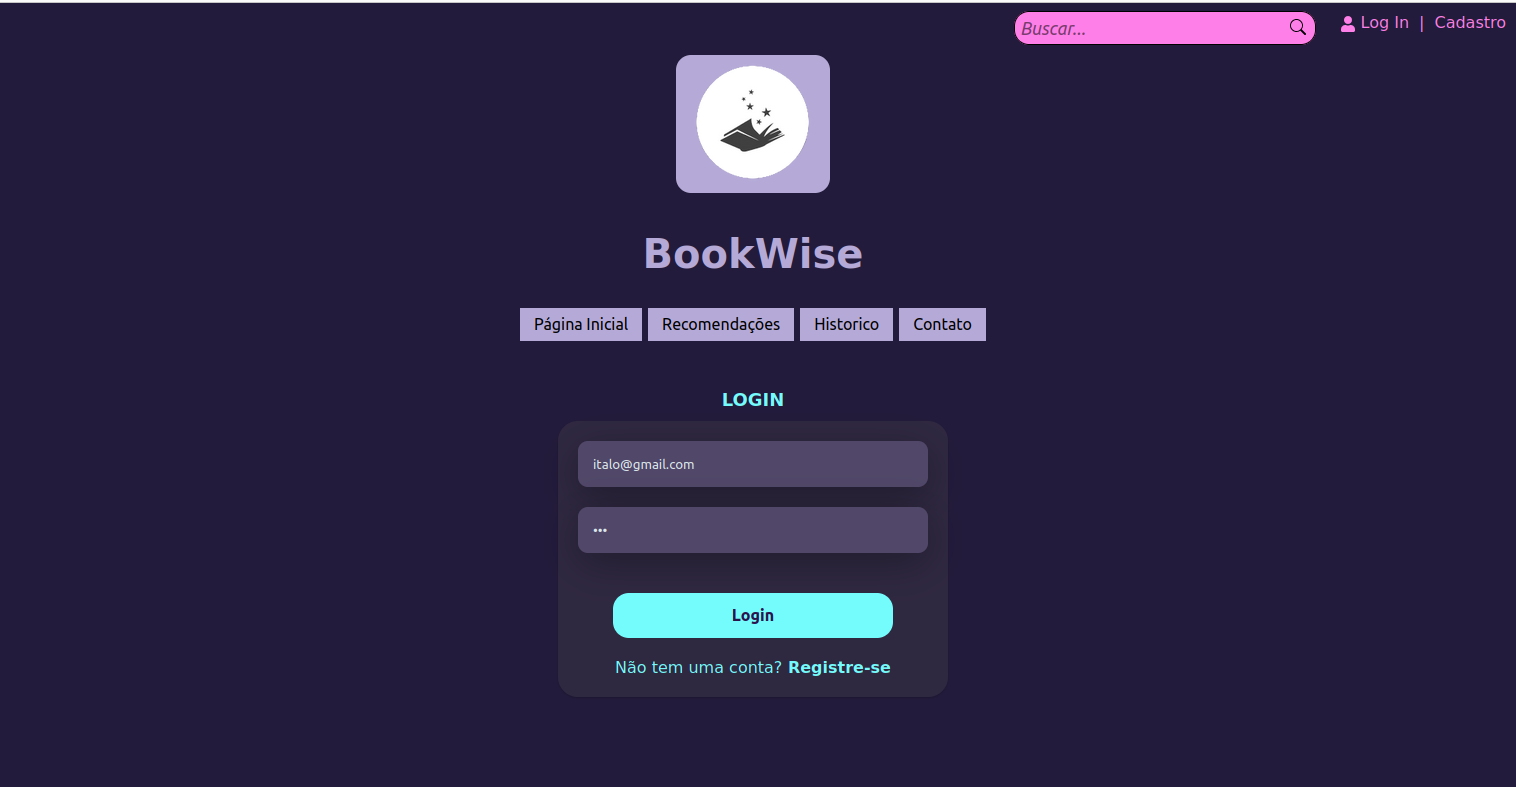 Buscar...
Log In | Cadastro
BookWise
Página Inicial Recomendações Historico Contato
LOGIN
italo@gmail.com
•••
Login
Não tem uma conta? Registre-se